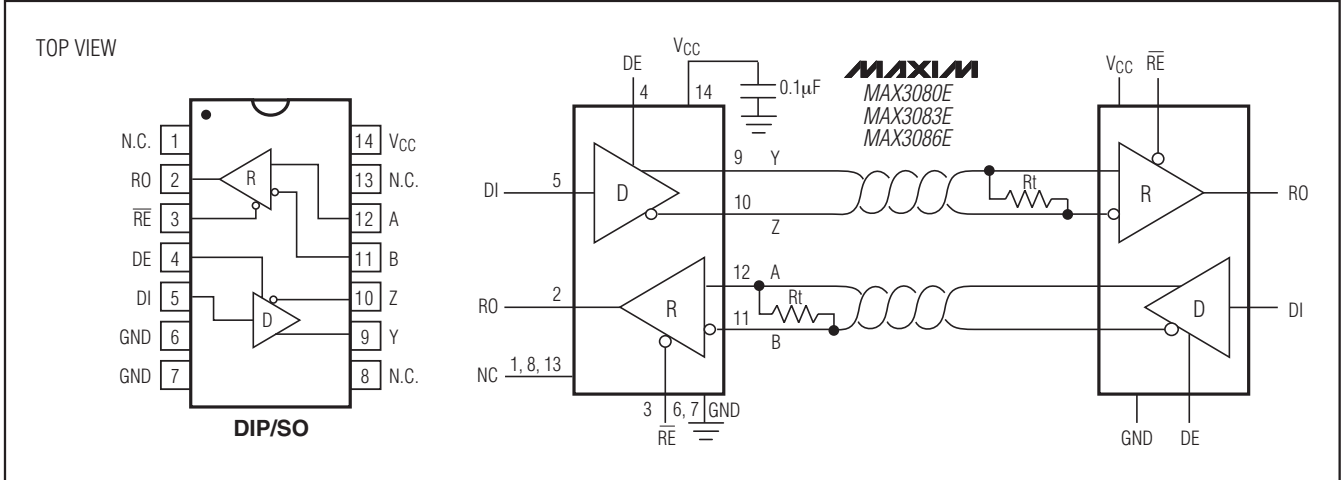 TOP VIEW
N.C. 1
RO 2
R̅E̅ 3
DE 4
DI 5
GND 6
GND 7
14 VCC
13 N.C.
12 A
11 B
10 Z
9 Y
8 N.C.
R
D
DIP/SO
DE
4
VCC
14
0.1µF
MAXIM
MAX3080E
MAX3083E
MAX3086E
DI 5
D
9 Y
10
Z
Rt
RO 2
R
12 A
Rt
11
B
NC 1, 8, 13
3
R̅E̅
6, 7 GND
VCC
R̅E̅
R
RO
D
DI
GND
DE